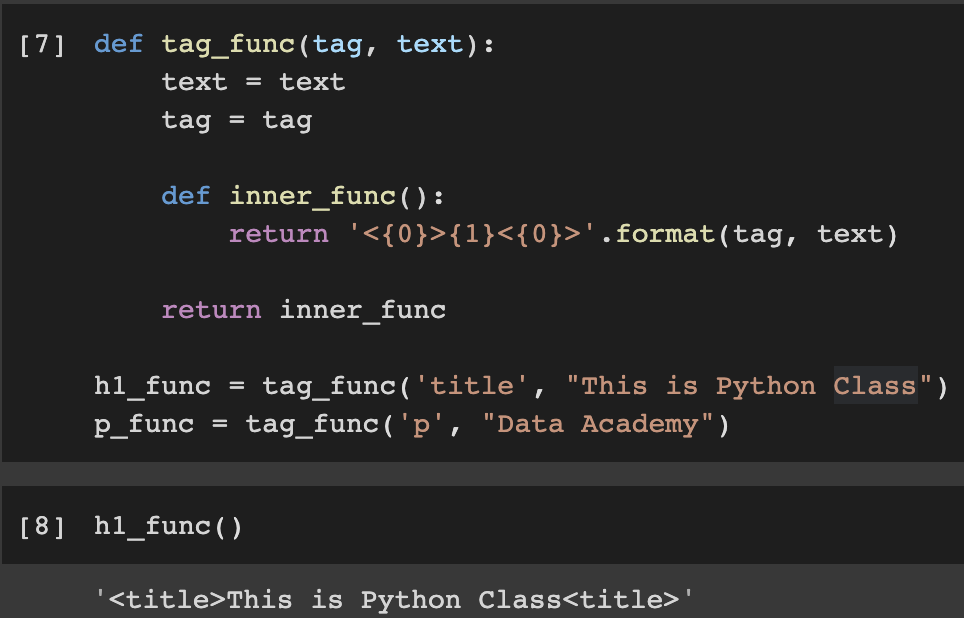 [7] def tag_func(tag, text):
        text = text
        tag = tag

        def inner_func():
            return '<{0}>{1}<{0}>'.format(tag, text)

        return inner_func

    h1_func = tag_func('title', "This is Python Class")
    p_func = tag_func('p', "Data Academy")

[8] h1_func()

    '<title>This is Python Class<title>'